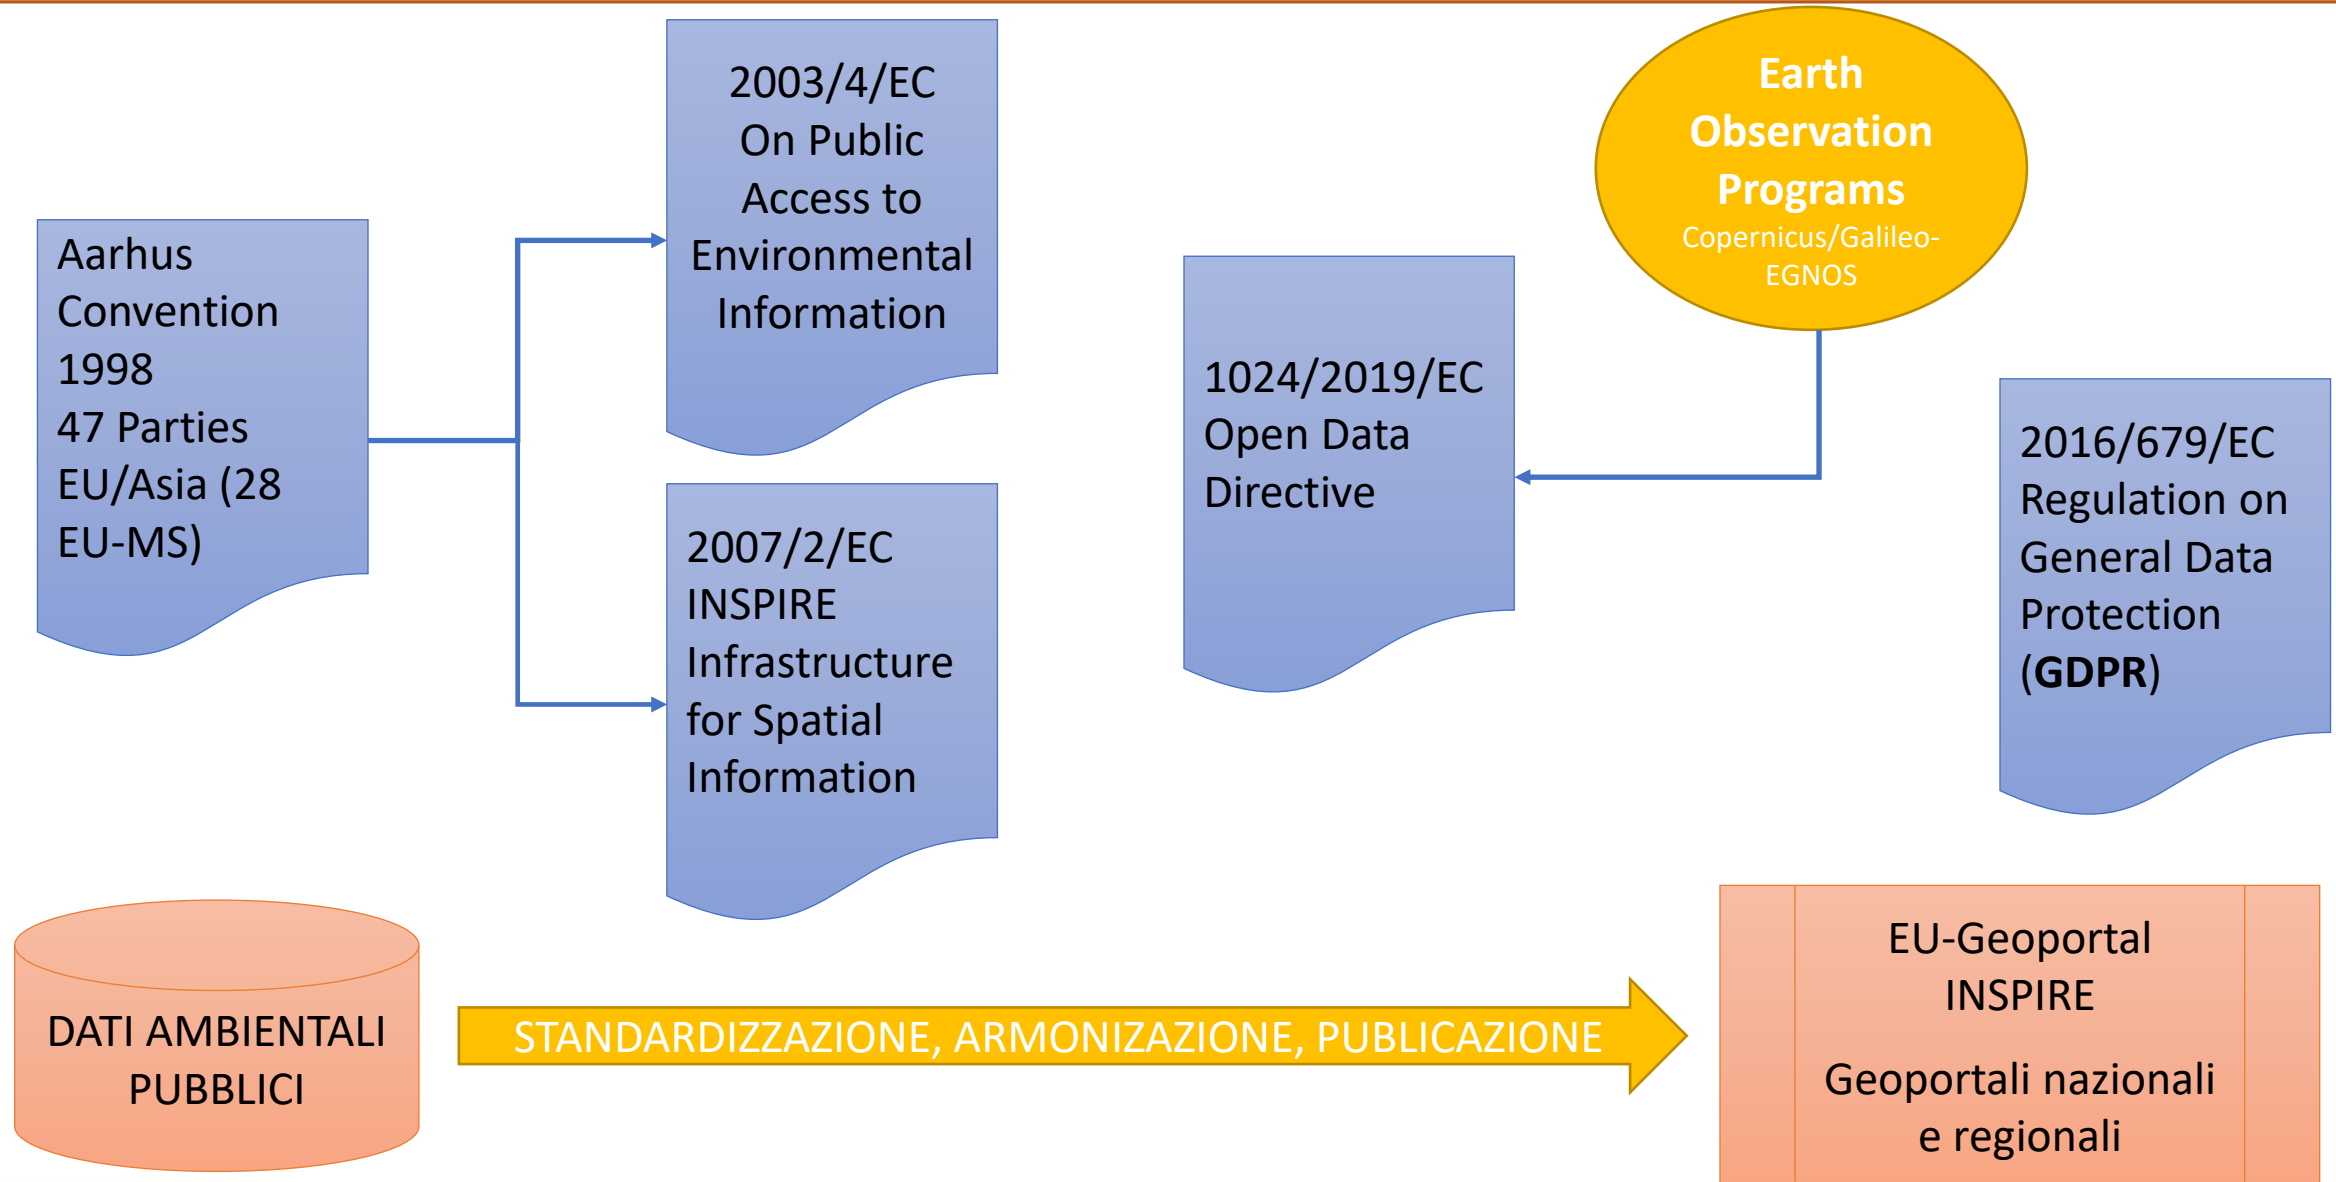 Aarhus
Convention
1998
47 Parties
EU/Asia (28
EU-MS)
2003/4/EC
On Public
Access to
Environmental
Information
2007/2/EC
INSPIRE
Infrastructure
for Spatial
Information
1024/2019/EC
Open Data
Directive
Earth
Observation
Programs
Copernicus/Galileo-
EGNOS
2016/679/EC
Regulation on
General Data
Protection
(GDPR)
DATI AMBIENTALI
PUBBLICI
STANDARDIZZAZIONE, ARMONIZAZIONE, PUBLICAZIONE
EU-Geoportal
INSPIRE
Geoportali nazionali
e regionali